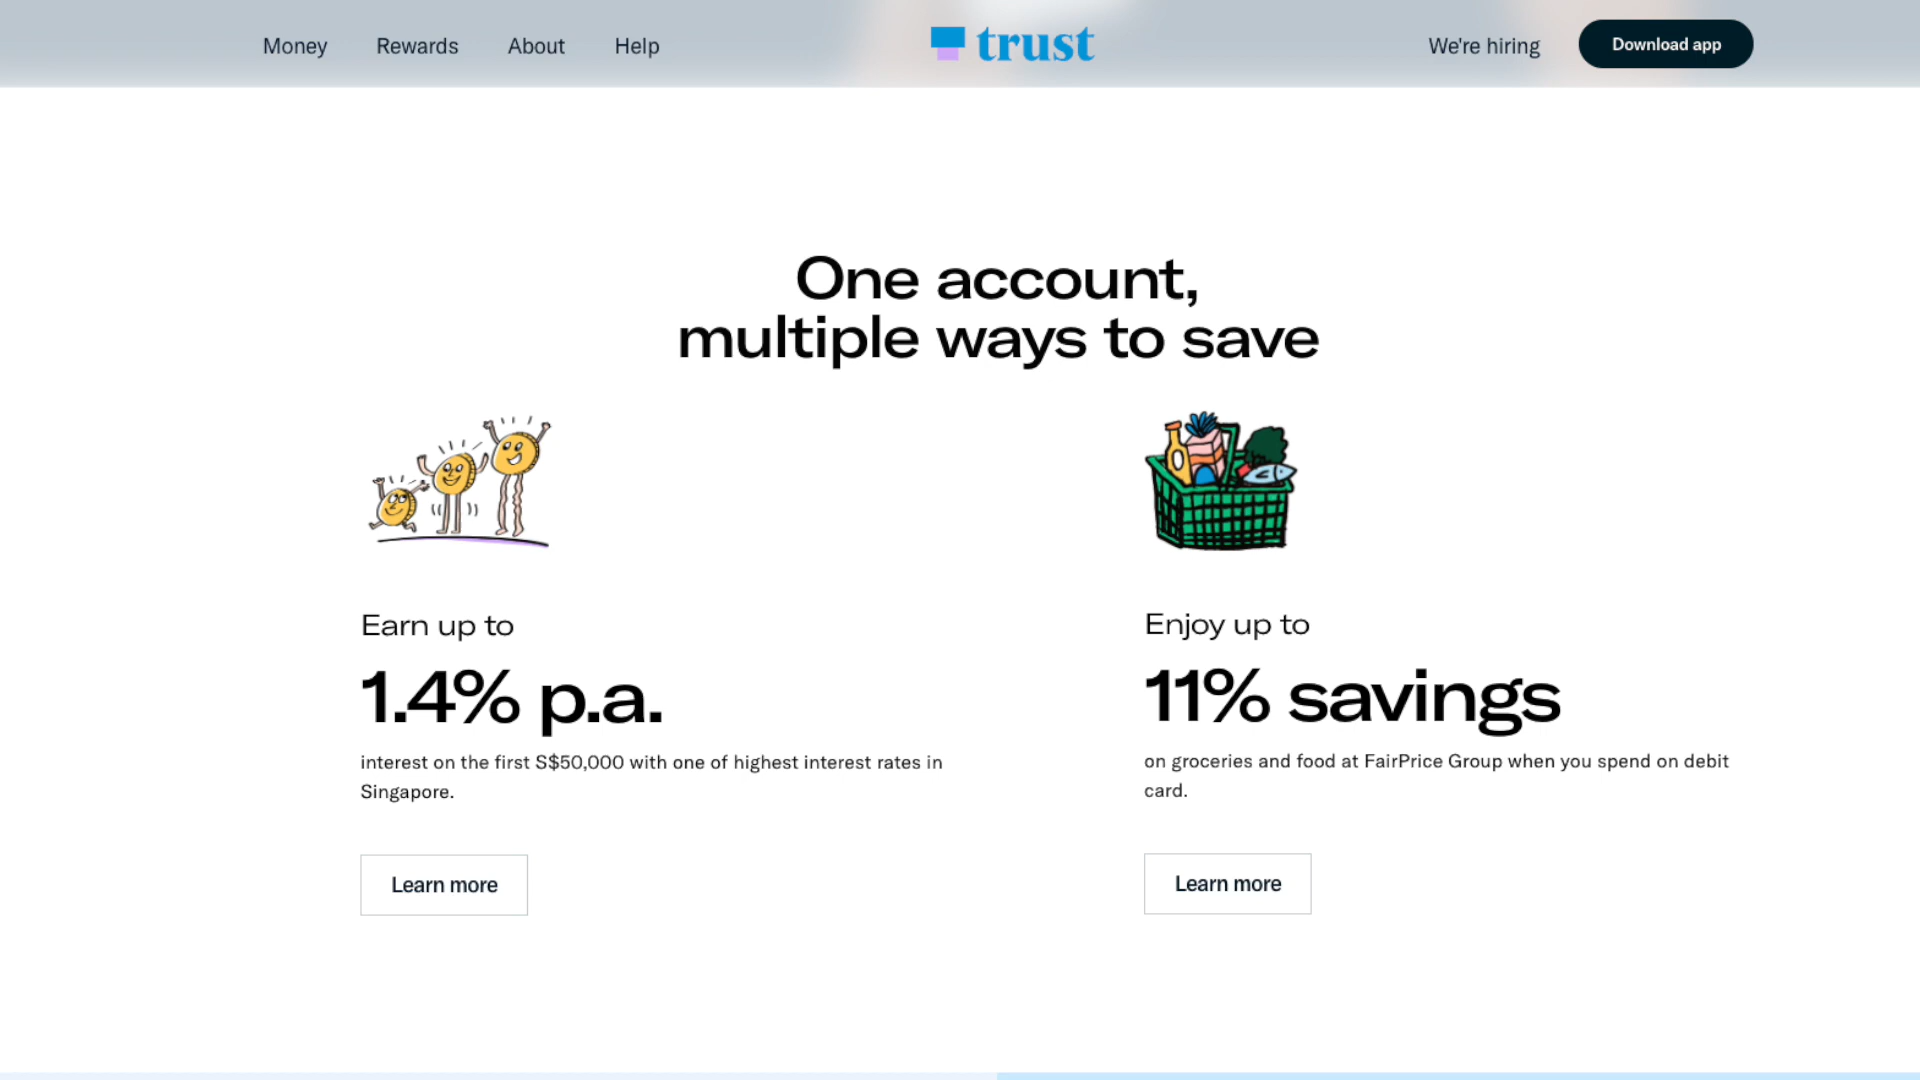 Money Rewards About Help trust We're hiring Download app
One account,
multiple ways to save
Earn up to
1.4% p.a.
interest on the first S$50,000 with one of highest interest rates in
Singapore.
Learn more
Enjoy up to
11% savings
on groceries and food at FairPrice Group when you spend on debit
card.
Learn more